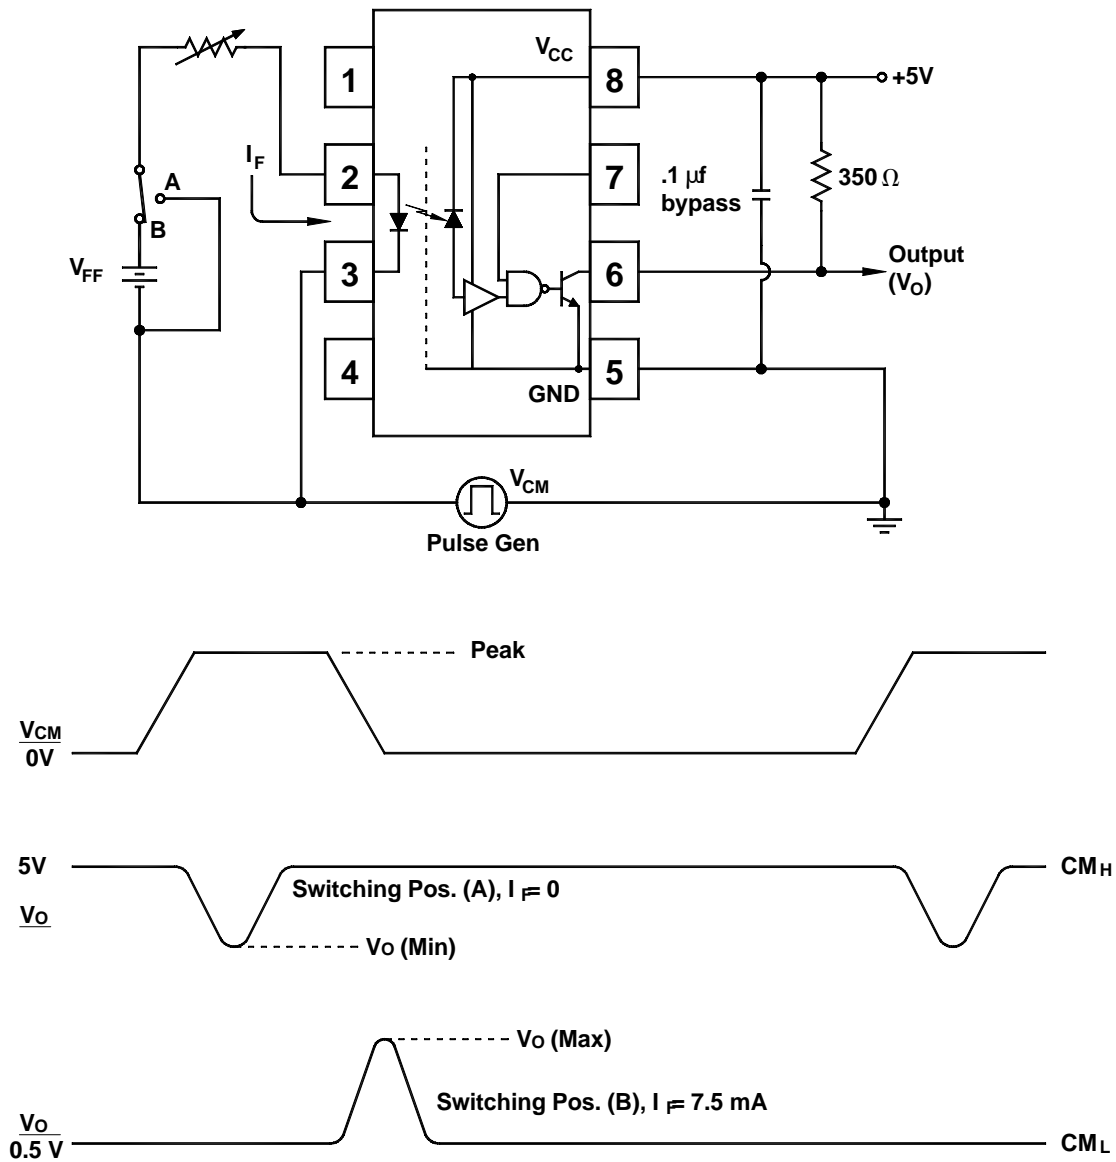 V_CC
1
8
+5V
I_F
2
7
.1 µf
bypass
350 Ω
A
B
V_FF
3
6
Output
(V_O)
4
GND
5
V_CM
Pulse Gen
Peak
V_CM
0V
5V
CM_H
Switching Pos. (A), I_F= 0
V_O
V_O (Min)
V_O (Max)
Switching Pos. (B), I_F= 7.5 mA
V_O
0.5 V
CM_L